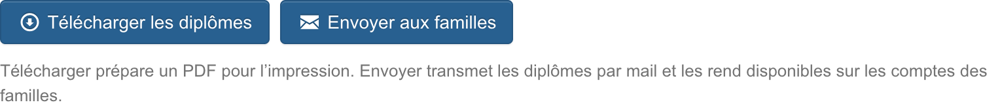 Télécharger les diplômes Envoyer aux familles
Télécharger prépare un PDF pour l’impression. Envoyer transmet les diplômes par mail et les rend disponibles sur les comptes des
familles.